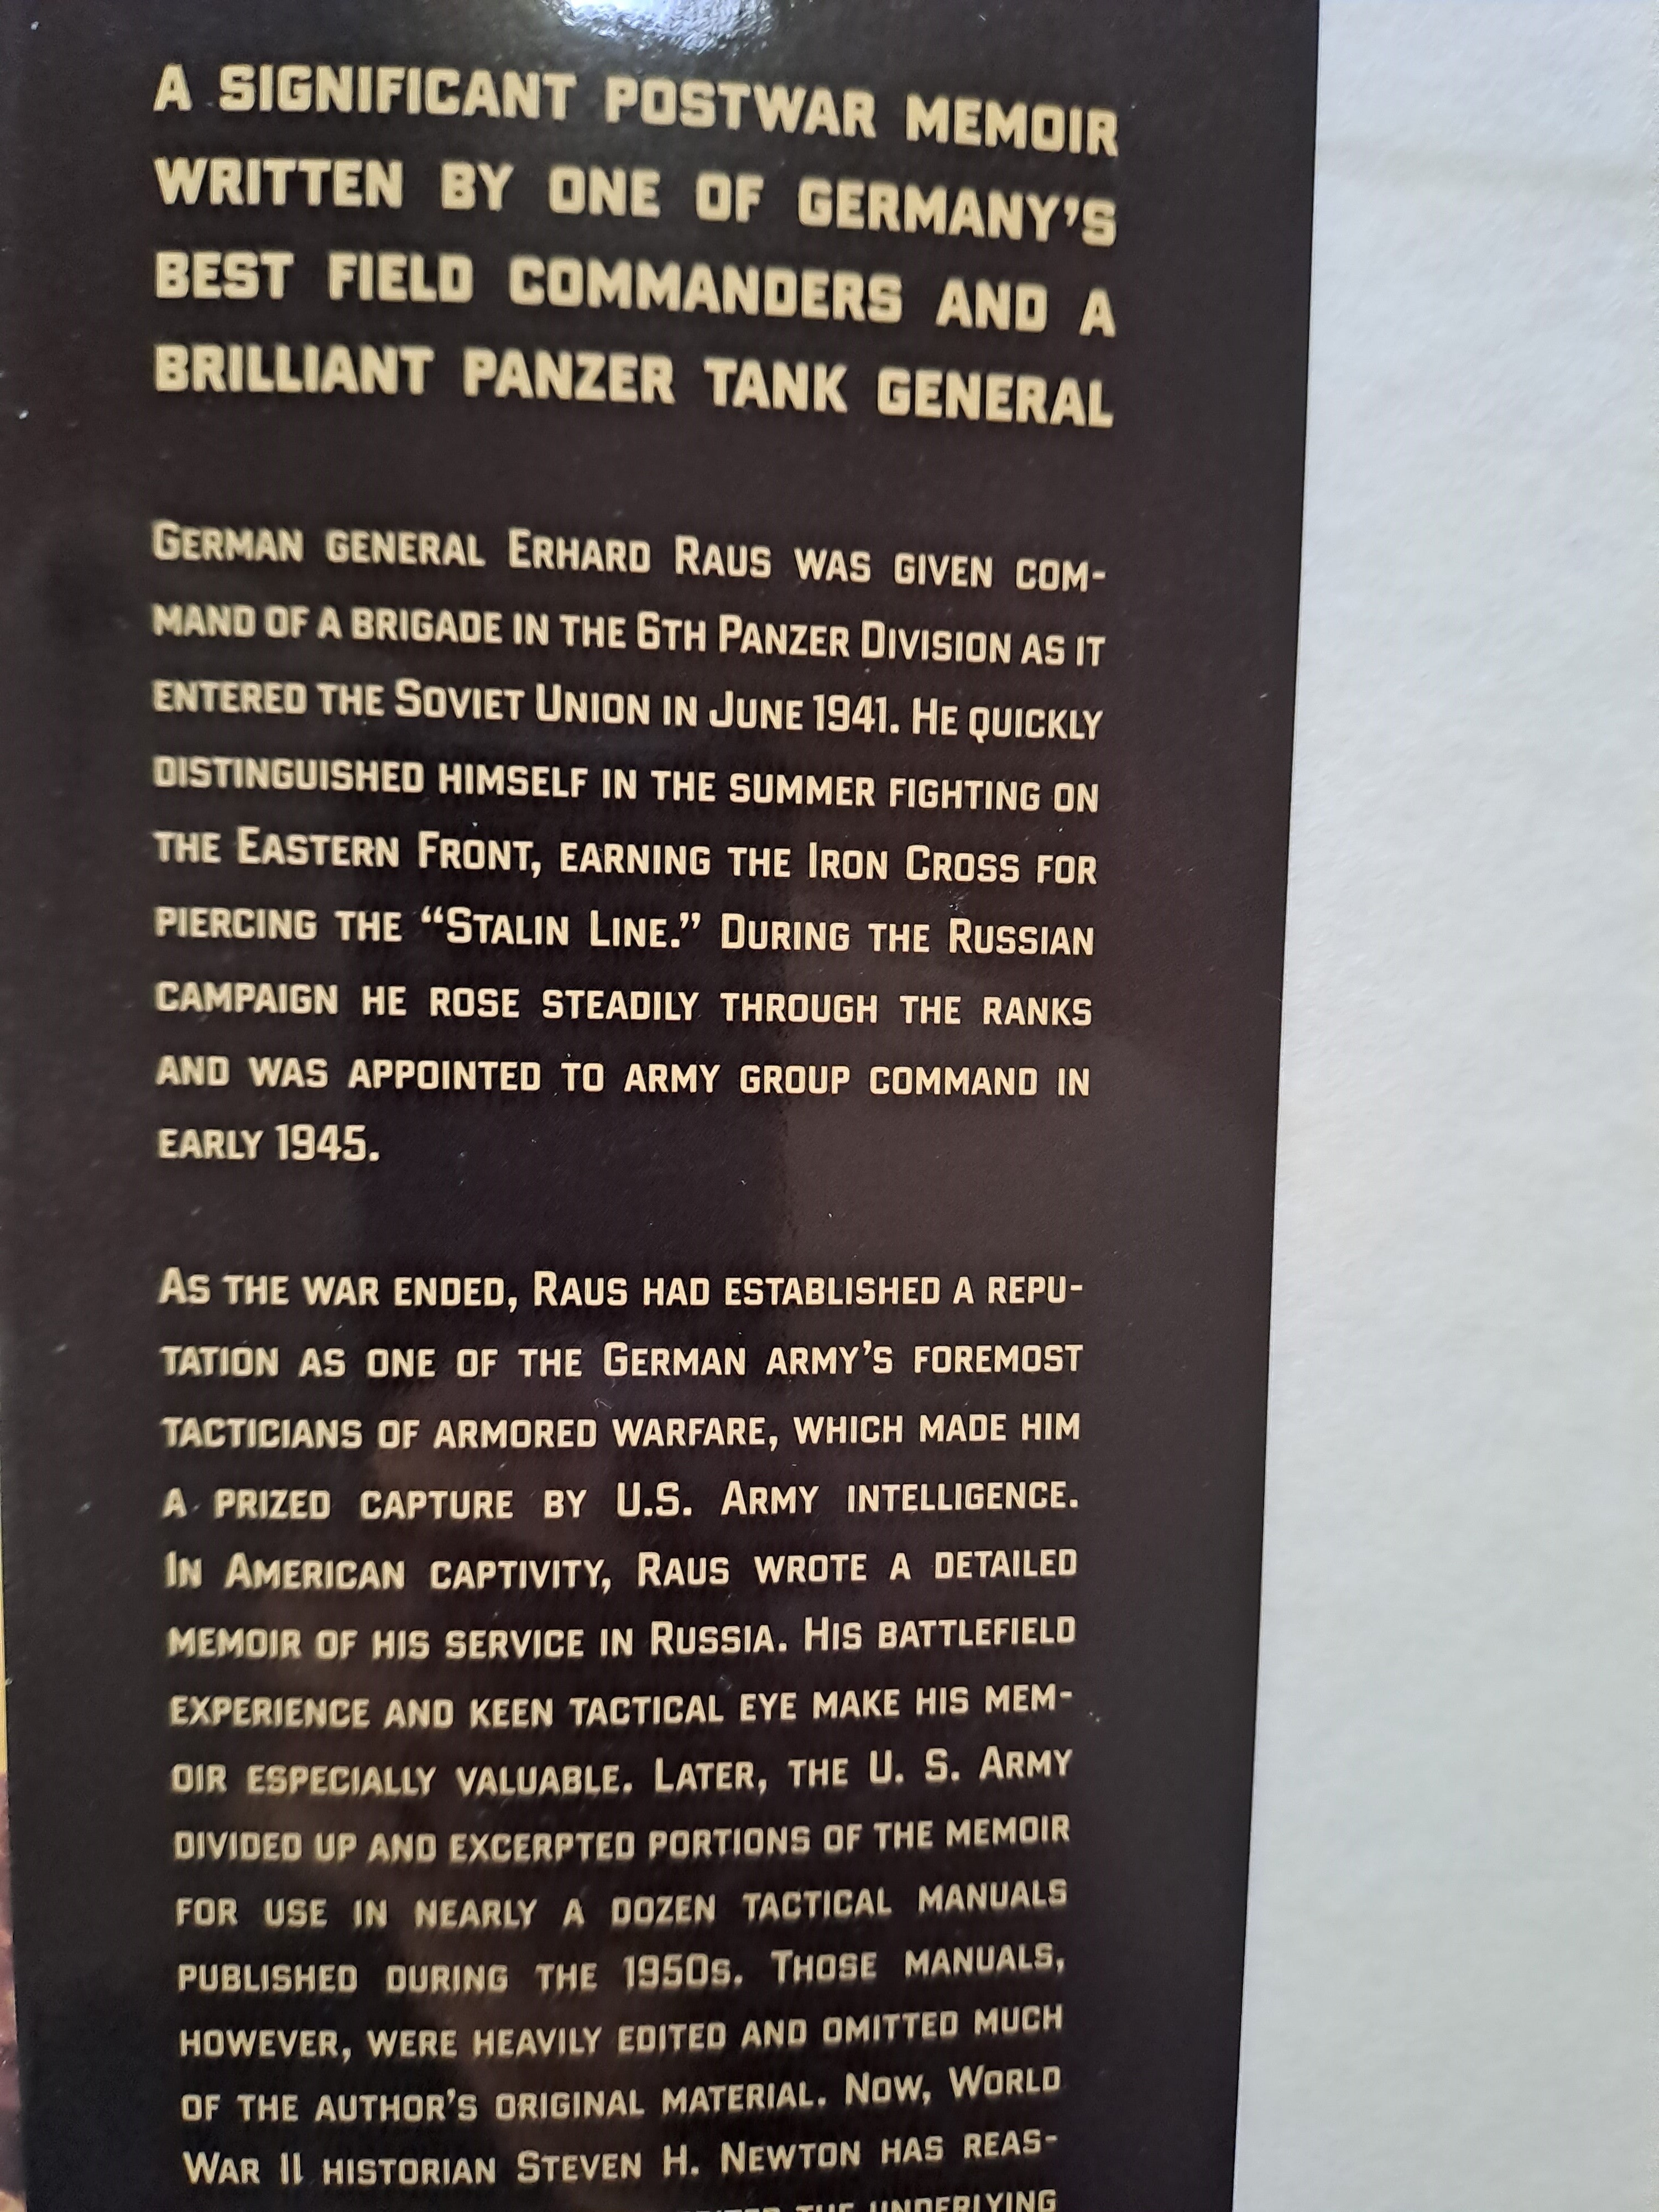 A SIGNIFICANT POSTWAR MEMOIR
WRITTEN BY ONE OF GERMANY'S
BEST FIELD COMMANDERS AND A
BRILLIANT PANZER TANK GENERAL
GERMAN GENERAL ERHARD RAUS WAS GIVEN COM-
MAND OF A BRIGADE IN THE 6TH PANZER DIVISION AS IT
ENTERED THE SOVIET UNION IN JUNE 1941. HE QUICKLY
DISTINGUISHED HIMSELF IN THE SUMMER FIGHTING ON
THE EASTERN FRONT, EARNING THE IRON CROSS FOR
PIERCING THE “STALIN LINE.” DURING THE RUSSIAN
CAMPAIGN HE ROSE STEADILY THROUGH THE RANKS
AND WAS APPOINTED TO ARMY GROUP COMMAND IN
EARLY 1945.
AS THE WAR ENDED, RAUS HAD ESTABLISHED A REPU-
TATION AS ONE OF THE GERMAN ARMY'S FOREMOST
TACTICIANS OF ARMORED WARFARE, WHICH MADE HIM
A PRIZED CAPTURE BY U.S. ARMY INTELLIGENCE.
IN AMERICAN CAPTIVITY, RAUS WROTE A DETAILED
MEMOIR OF HIS SERVICE IN RUSSIA. HIS BATTLEFIELD
EXPERIENCE AND KEEN TACTICAL EYE MAKE HIS MEM-
OIR ESPECIALLY VALUABLE. LATER, THE U. S. ARMY
DIVIDED UP AND EXCERPTED PORTIONS OF THE MEMOIR
FOR USE IN NEARLY A DOZEN TACTICAL MANUALS
PUBLISHED DURING THE 1950S. THOSE MANUALS,
HOWEVER, WERE HEAVILY EDITED AND OMITTED MUCH
OF THE AUTHOR'S ORIGINAL MATERIAL. NOW, WORLD
WAR II HISTORIAN STEVEN H. NEWTON HAS REAS-
THE UNDERLYING